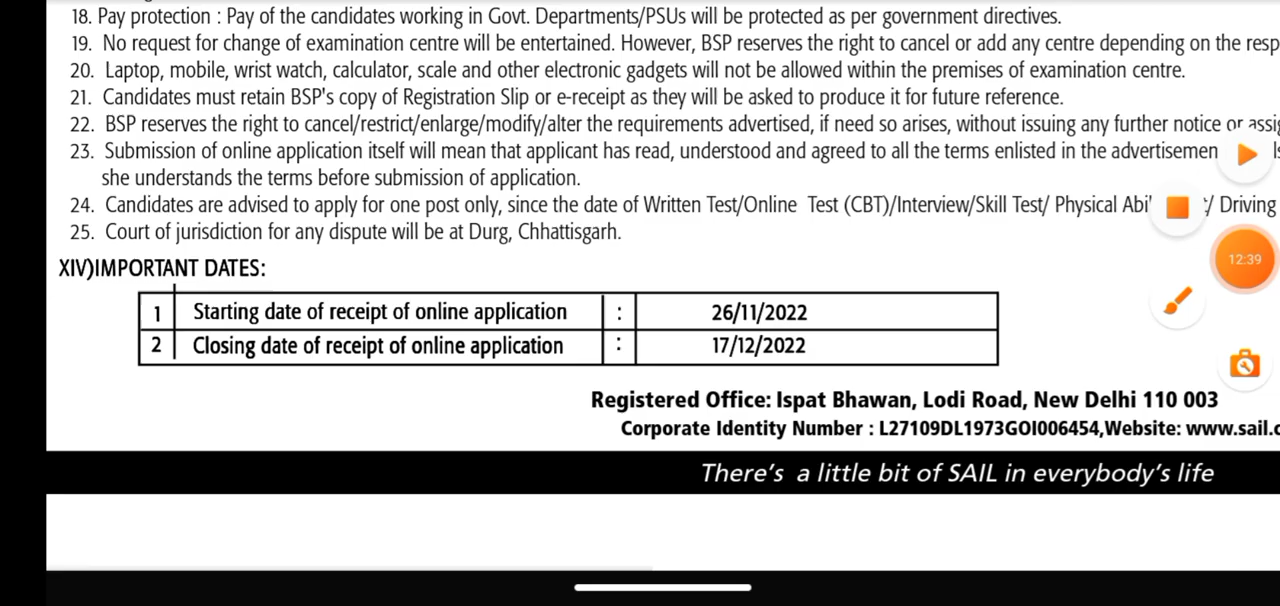 18. Pay protection : Pay of the candidates working in Govt. Departments/PSUs will be protected as per government directives.
19. No request for change of examination centre will be entertained. However, BSP reserves the right to cancel or add any centre depending on the
20. Laptop, mobile, wrist watch, calculator, scale and other electronic gadgets will not be allowed within the premises of examination centre.
21. Candidates must retain BSP's copy of Registration Slip or e-receipt as they will be asked to produce it for future reference.
22. BSP reserves the right to cancel/restrict/enlarge/modify/alter the requirements advertised, if need so arises, without issuing any further notice or
23. Submission of online application itself will mean that applicant has read, understood and agreed to all the terms enlisted in the
she understands the terms before submission of application.
24. Candidates are advised to apply for one post only, since the date of Written Test/Online Test (CBT)/Interview/Skill Test/ Physical / Driving
25. Court of jurisdiction for any dispute will be at Durg, Chhattisgarh.
12:39
XIV)IMPORTANT DATES:
1 Starting date of receipt of online application : 26/11/2022
2 Closing date of receipt of online application : 17/12/2022
Registered Office: Ispat Bhawan, Lodi Road, New Delhi 110 003
Corporate Identity Number : L27109DL1973GOI006454,Website: www.sail.c
There's a little bit of SAIL in everybody's life